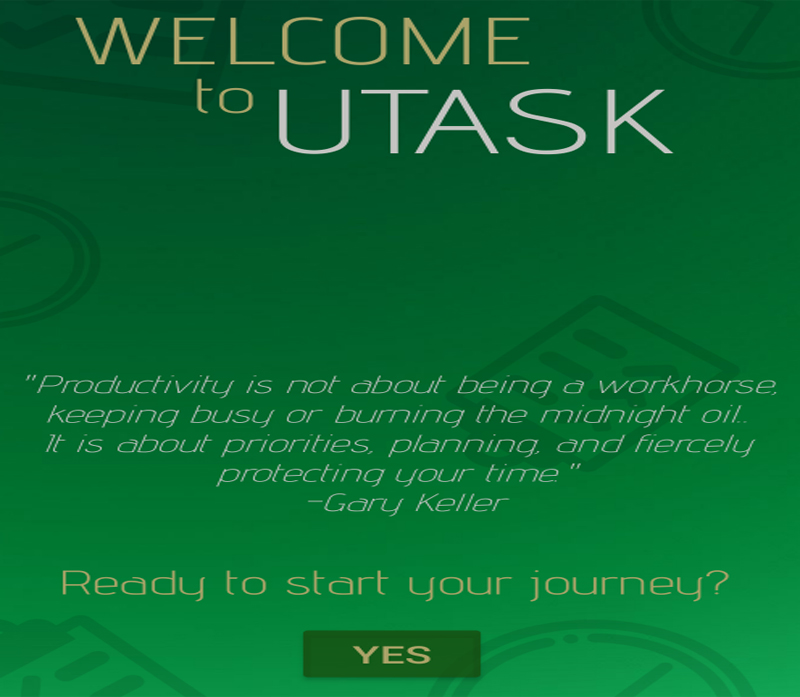 WELCOME
to UTASK
"Productivity is not about being a workhorse,
keeping busy or burning the midnight oil..
It is about priorities, planning, and fiercely
protecting your time."
-Gary Keller
Ready to start your journey?
YES